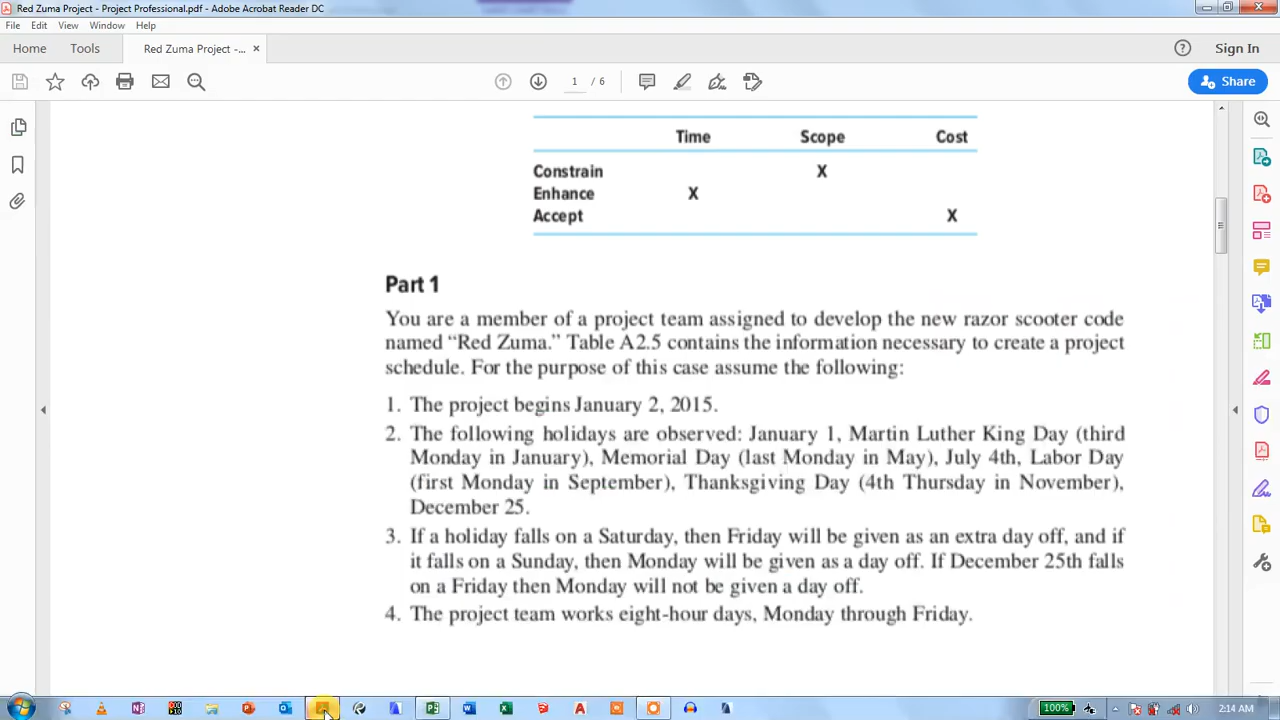 Red Zuma Project - Project Professional.pdf - Adobe Acrobat Reader DC
File Edit View Window Help
Home Tools Red Zuma Project -... × Sign In
1 / 6 Share
Time Scope Cost
Constrain X
Enhance X
Accept X
Part 1
You are a member of a project team assigned to develop the new razor scooter code
named “Red Zuma.” Table A2.5 contains the information necessary to create a project
schedule. For the purpose of this case assume the following:
1. The project begins January 2, 2015.
2. The following holidays are observed: January 1, Martin Luther King Day (third
Monday in January), Memorial Day (last Monday in May), July 4th, Labor Day
(first Monday in September), Thanksgiving Day (4th Thursday in November),
December 25.
3. If a holiday falls on a Saturday, then Friday will be given as an extra day off, and if
it falls on a Sunday, then Monday will be given as a day off. If December 25th falls
on a Friday then Monday will not be given a day off.
4. The project team works eight-hour days, Monday through Friday.
100% 2:14 AM